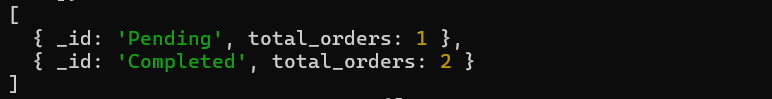 [
  { _id: 'Pending', total_orders: 1 },
  { _id: 'Completed', total_orders: 2 }
]